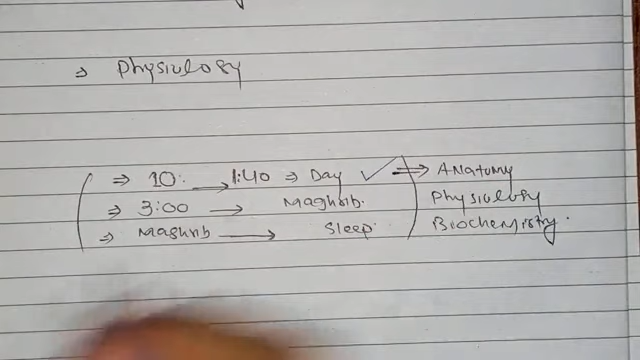 ⇒ Physiology
⇒ 10: → 1:40 ⇒ Day ✓ ⇒ Anatomy
⇒ 3:00 → Maghrib. Physiology
⇒ Maghrib → Sleep. Biochemistry.